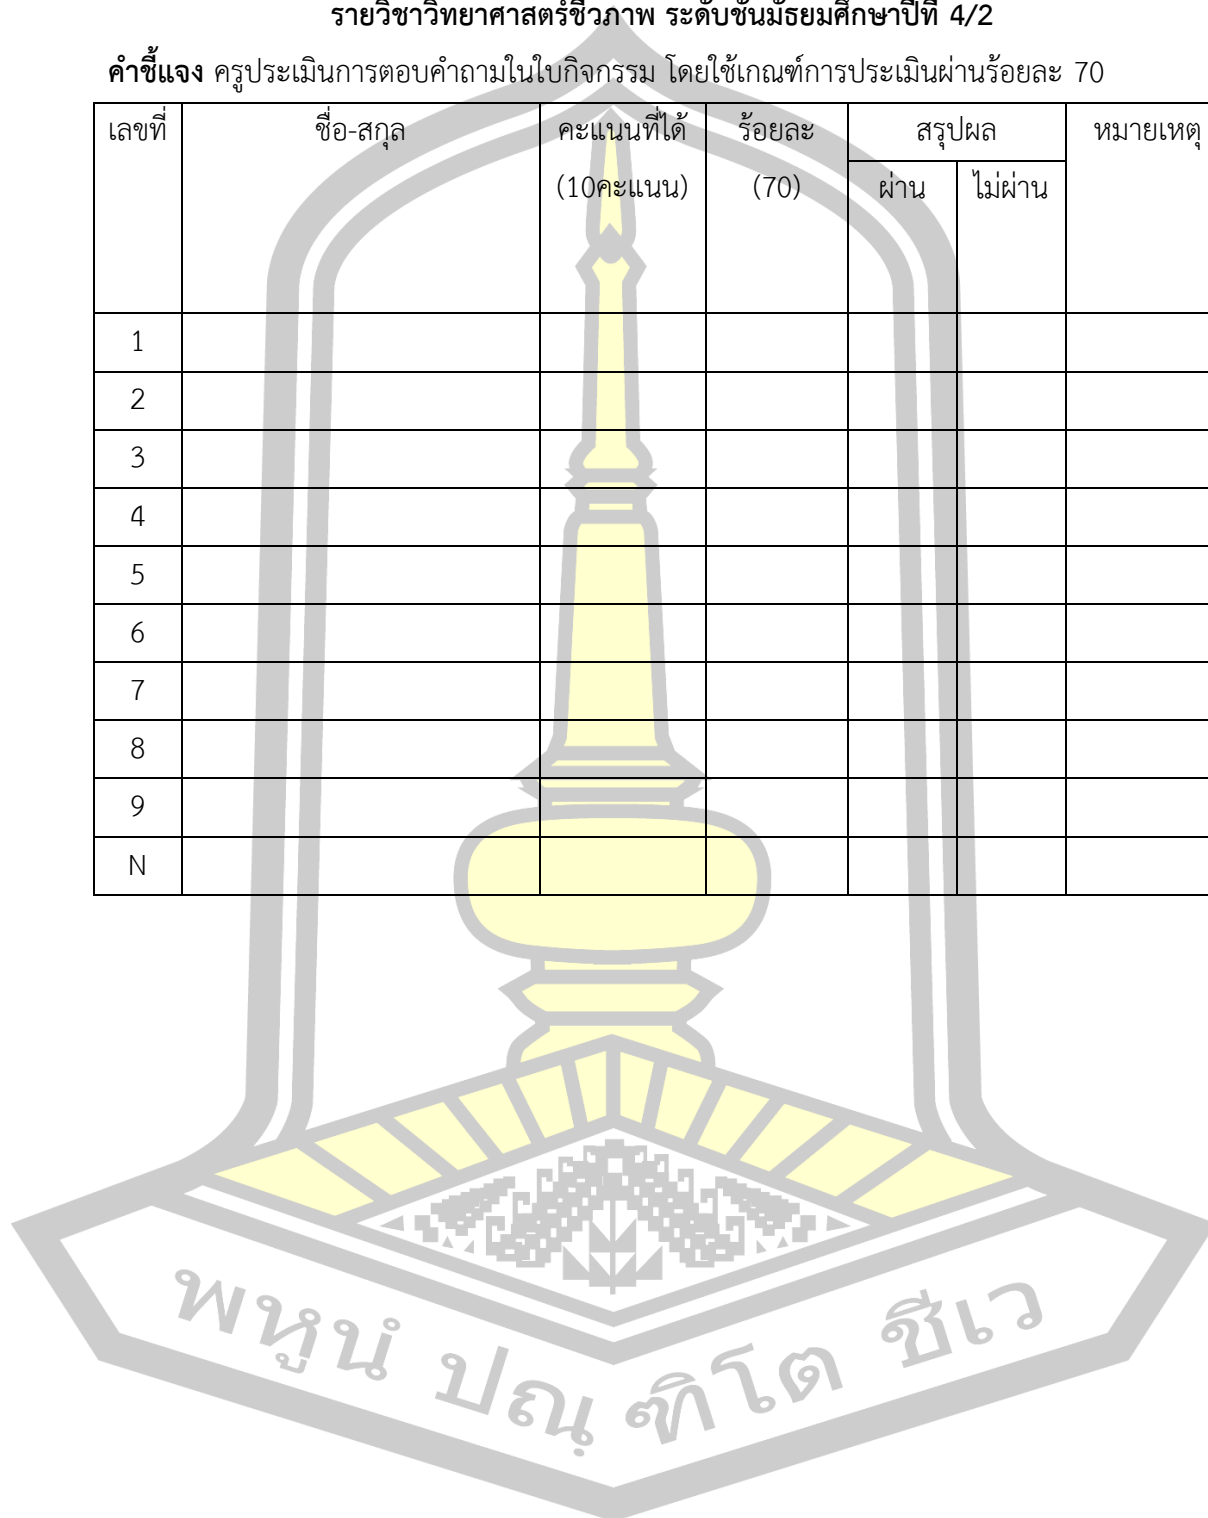 รายวิชาวิทยาศาสตร์ชีวภาพ ระดับชั้นมัธยมศึกษาปีที่ 4/2
คำชี้แจง ครูประเมินการตอบคำถามในใบกิจกรรม โดยใช้เกณฑ์การประเมินผ่านร้อยละ 70
เลขที่ ชื่อ-สกุล คะแนนที่ได้ ร้อยละ สรุปผล หมายเหตุ
(10คะแนน) (70) ผ่าน ไม่ผ่าน
1
2
3
4
5
6
7
8
9
N
พหูนํ ปณฺฑิโต ชีเว